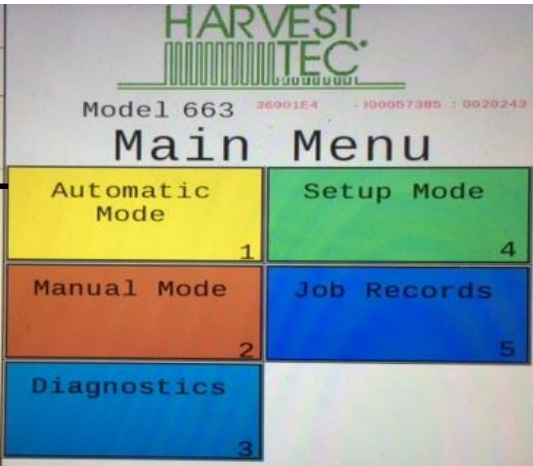 HARVEST
TEC
Model 663
Main Menu
Automatic
Mode
1
Setup Mode
4
Manual Mode
2
Job Records
5
Diagnostics
3